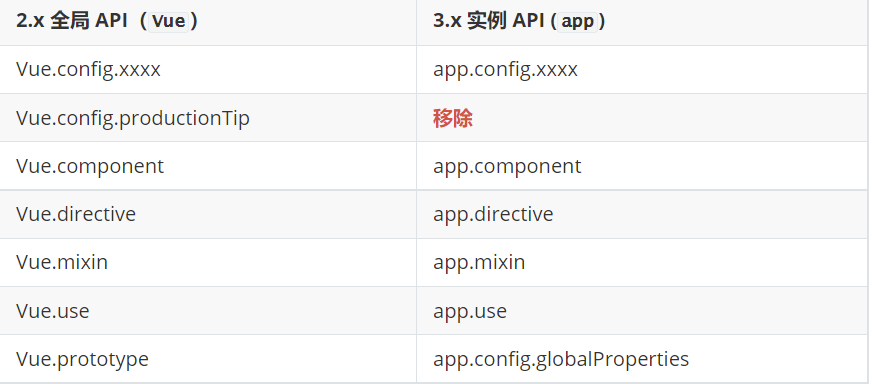 2.x 全局 API（Vue） 3.x 实例 API (app)
Vue.config.xxxx app.config.xxxx
Vue.config.productionTip 移除
Vue.component app.component
Vue.directive app.directive
Vue.mixin app.mixin
Vue.use app.use
Vue.prototype app.config.globalProperties